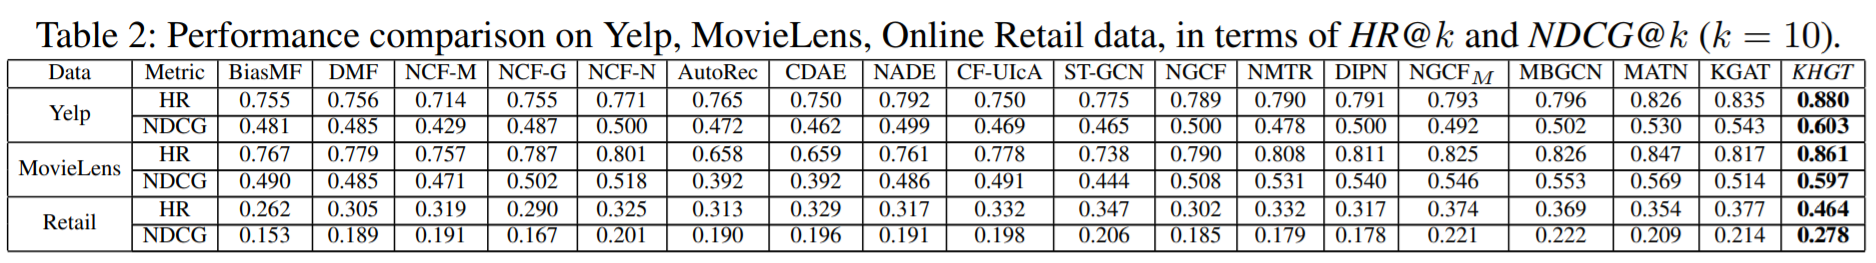 Table 2: Performance comparison on Yelp, MovieLens, Online Retail data, in terms of HR@k and NDCG@k (k = 10).
Data Metric BiasMF DMF NCF-M NCF-G NCF-N AutoRec CDAE NADE CF-UIcA ST-GCN NGCF NMTR DIPN NGCF_M MBGCN MATN KGAT KHGT
Yelp HR 0.755 0.756 0.714 0.755 0.771 0.765 0.750 0.792 0.750 0.775 0.789 0.790 0.791 0.793 0.796 0.826 0.835 0.880
NDCG 0.481 0.485 0.429 0.487 0.500 0.472 0.462 0.499 0.469 0.465 0.500 0.478 0.500 0.492 0.502 0.530 0.543 0.603
MovieLens HR 0.767 0.779 0.757 0.787 0.801 0.658 0.659 0.761 0.778 0.738 0.790 0.808 0.811 0.825 0.826 0.847 0.817 0.861
NDCG 0.490 0.485 0.471 0.502 0.518 0.392 0.392 0.486 0.491 0.444 0.508 0.531 0.540 0.546 0.553 0.569 0.514 0.597
Retail HR 0.262 0.305 0.319 0.290 0.325 0.313 0.329 0.317 0.332 0.347 0.302 0.332 0.317 0.374 0.369 0.354 0.377 0.464
NDCG 0.153 0.189 0.191 0.167 0.201 0.190 0.196 0.191 0.198 0.206 0.185 0.179 0.178 0.221 0.222 0.209 0.214 0.278